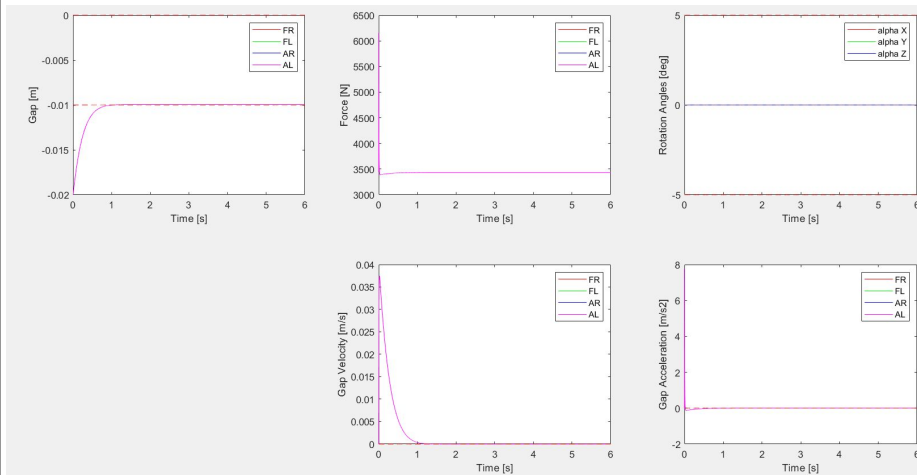 0
-0.005
-0.01
-0.015
-0.02
Gap [m]
0 1 2 3 4 5 6
Time [s]
FR
FL
AR
AL
6500
6000
5500
5000
4500
4000
3500
3000
Force [N]
0 1 2 3 4 5 6
Time [s]
FR
FL
AR
AL
5
0
-5
Rotation Angles [deg]
0 1 2 3 4 5 6
Time [s]
alpha X
alpha Y
alpha Z
0.04
0.035
0.03
0.025
0.02
0.015
0.01
0.005
0
Gap Velocity [m/s]
0 1 2 3 4 5 6
Time [s]
FR
FL
AR
AL
8
6
4
2
0
-2
Gap Acceleration [m/s2]
0 1 2 3 4 5 6
Time [s]
FR
FL
AR
AL